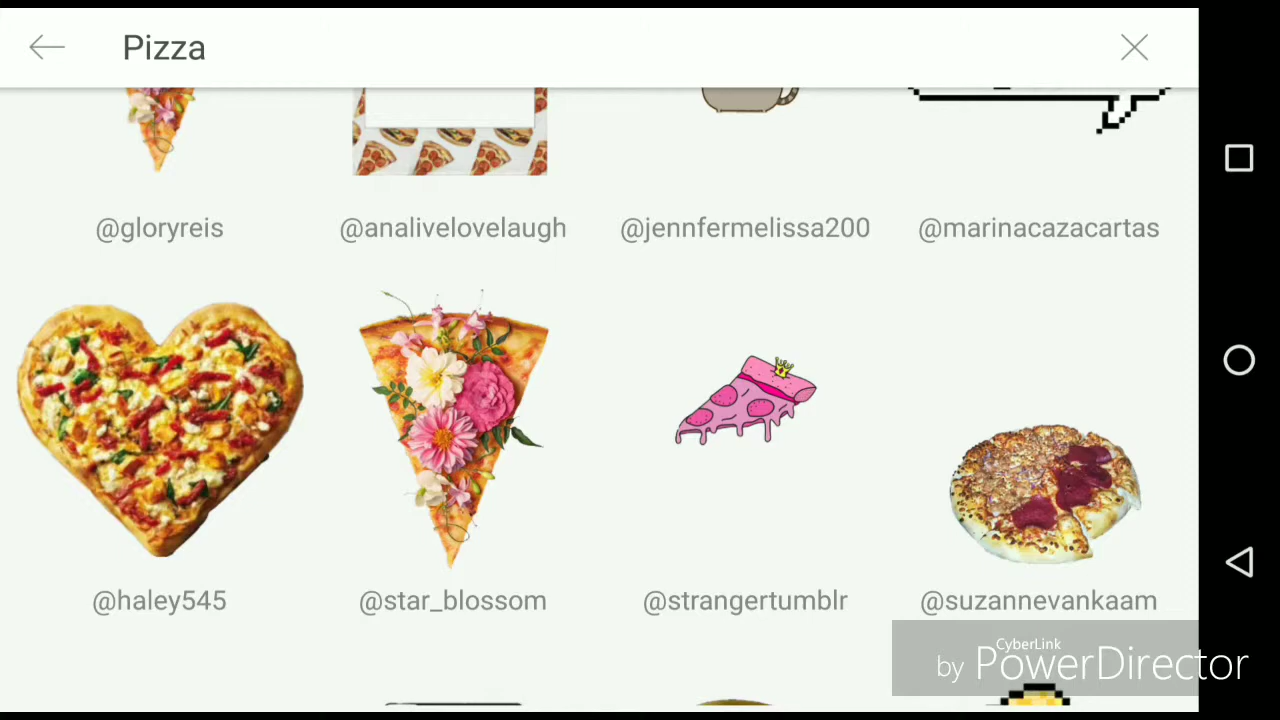 Pizza
@gloryreis
@analivelovelaugh
@jennfermelissa200
@marinacazacartas
@haley545
@star_blossom
@strangertumblr
@suzannevankaam
CyberLink
by PowerDirector